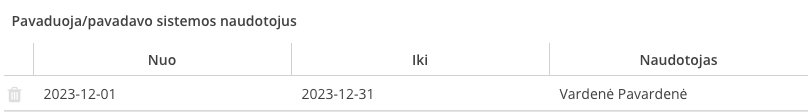 Pavaduoja/pavadavo sistemos naudotojus
Nuo Iki Naudotojas
2023-12-01 2023-12-31 Vardenė Pavardenė